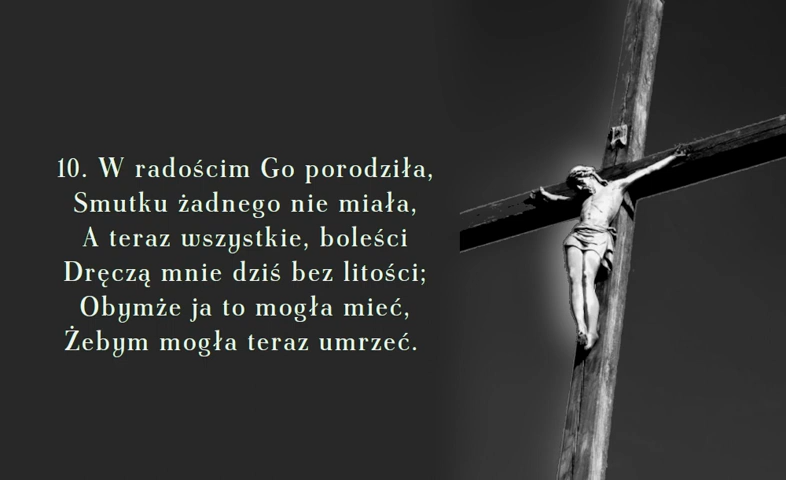 10. W radościm Go porodziła,
Smutku żadnego nie miała,
A teraz wszystkie, boleści
Dręczą mnie dziś bez litości;
Obymże ja to mogła mieć,
Żebym mogła teraz umrzeć.